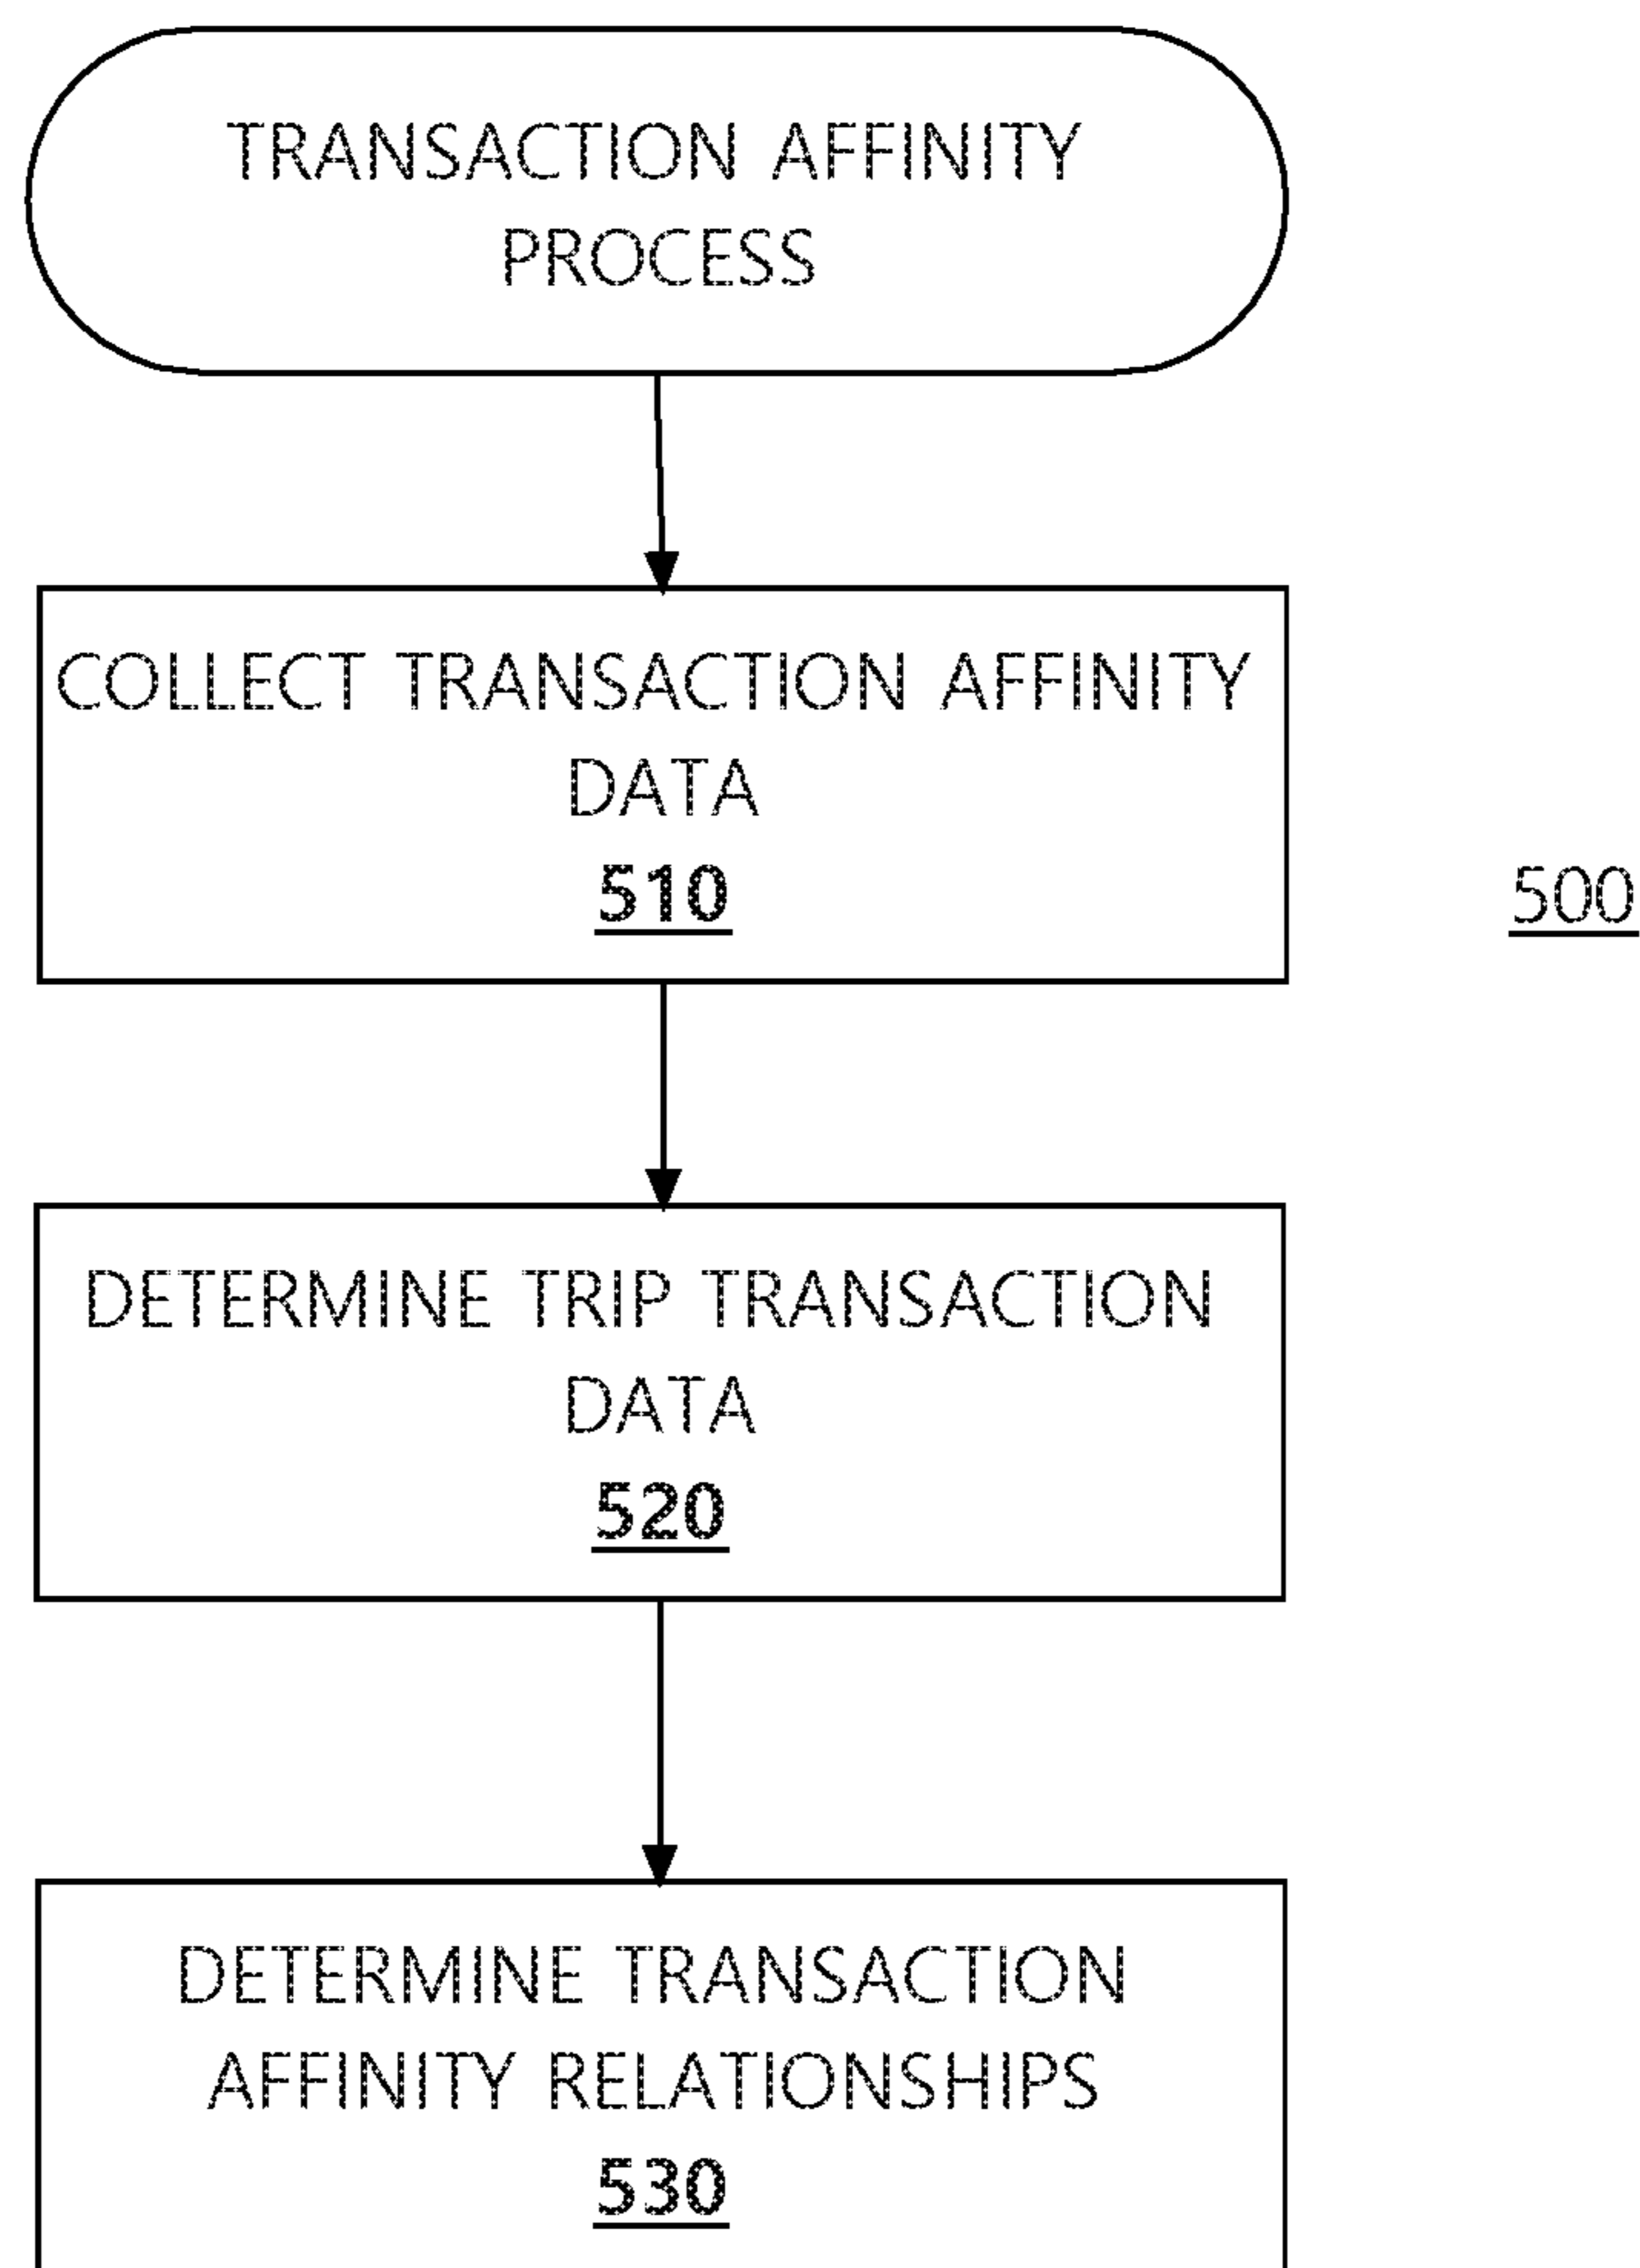 TRANSACTION AFFINITY
PROCESS
COLLECT TRANSACTION AFFINITY
DATA
510
500
DETERMINE TRIP TRANSACTION
DATA
520
DETERMINE TRANSACTION
AFFINITY RELATIONSHIPS
530